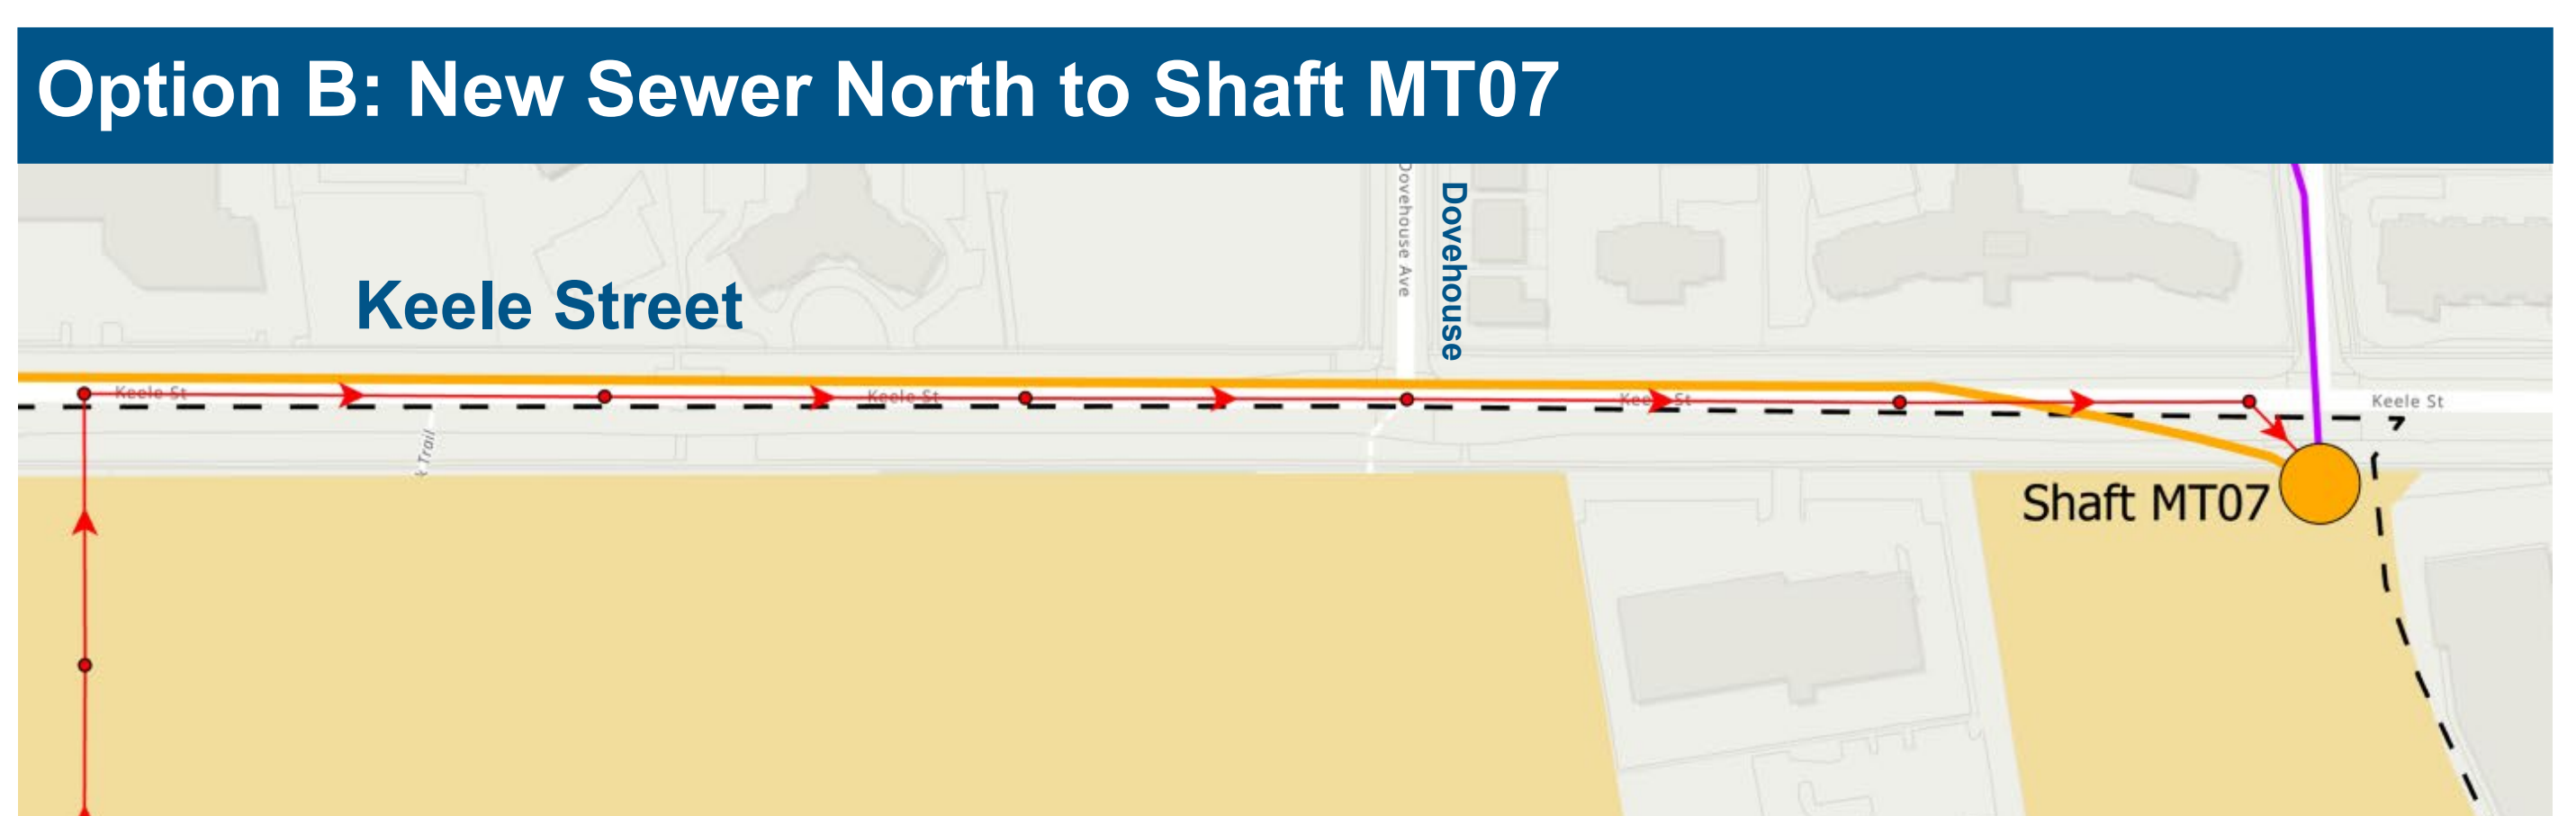 Option B: New Sewer North to Shaft MT07
Dovehouse Ave
Dovehouse
Keele Street
Keele St
Keele St
Keele St
Keele St
Trail
Shaft MT07